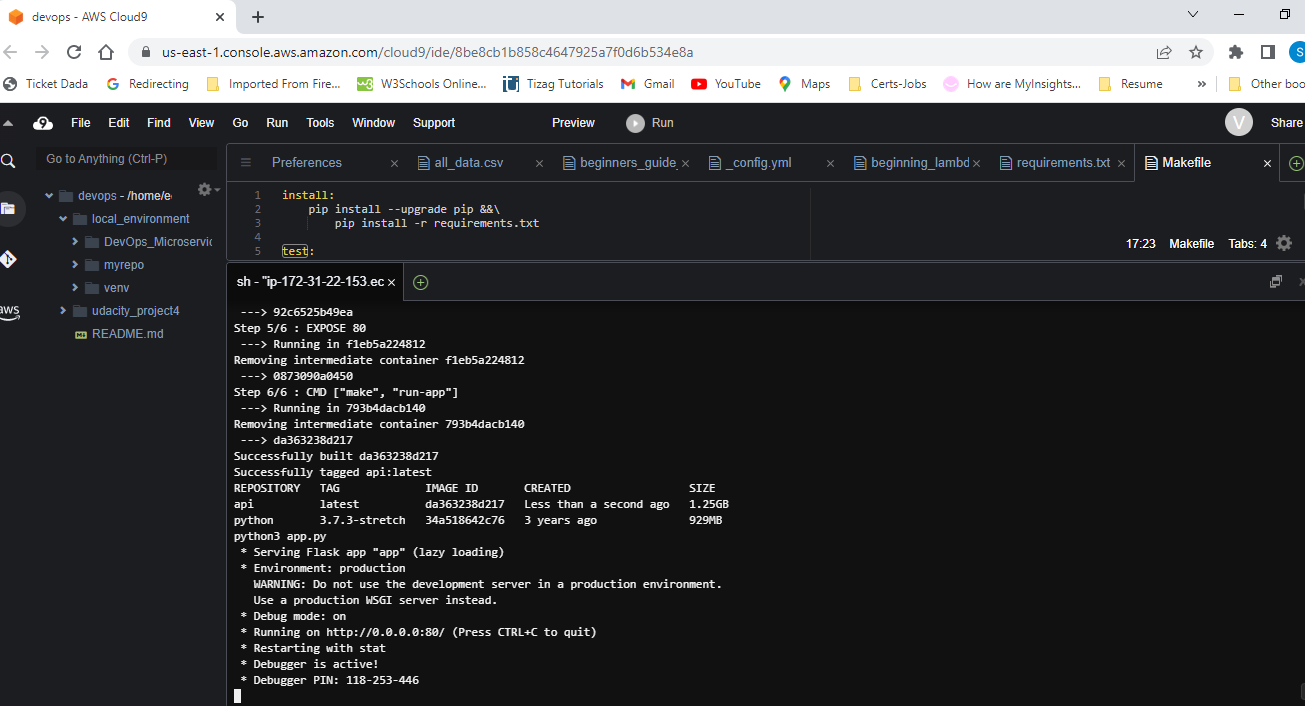 devops - AWS Cloud9
us-east-1.console.aws.amazon.com/cloud9/ide/8be8cb1b858c4647925a7f0d6b534e8a
S
Ticket Dada Redirecting Imported From Fire... W3Schools Online... Tizag Tutorials Gmail YouTube Maps Certs-Jobs How are MyInsights... Resume » Other boo
9 File Edit Find View Go Run Tools Window Support Preview Run V Share
Go to Anything (Ctrl-P)
Preferences all_data.csv beginners_guide_ _config.yml beginning_lambd requirements.txt Makefile
devops - /home/e
local_environment
DevOps_Microservic
myrepo
venv
udacity_project4
README.md
aws
1 install:
2 pip install --upgrade pip &&\
3 pip install -r requirements.txt
4
5 test:
17:23 Makefile Tabs: 4
sh - "ip-172-31-22-153.ec
---> 92c6525b49ea
Step 5/6 : EXPOSE 80
---> Running in f1eb5a224812
Removing intermediate container f1eb5a224812
---> 0873090a0450
Step 6/6 : CMD ["make", "run-app"]
---> Running in 793b4dacb140
Removing intermediate container 793b4dacb140
---> da363238d217
Successfully built da363238d217
Successfully tagged api:latest
REPOSITORY TAG IMAGE ID CREATED SIZE
api latest da363238d217 Less than a second ago 1.25GB
python 3.7.3-stretch 34a518642c76 3 years ago 929MB
python3 app.py
* Serving Flask app "app" (lazy loading)
* Environment: production
WARNING: Do not use the development server in a production environment.
Use a production WSGI server instead.
* Debug mode: on
* Running on http://0.0.0.0:80/ (Press CTRL+C to quit)
* Restarting with stat
* Debugger is active!
* Debugger PIN: 118-253-446